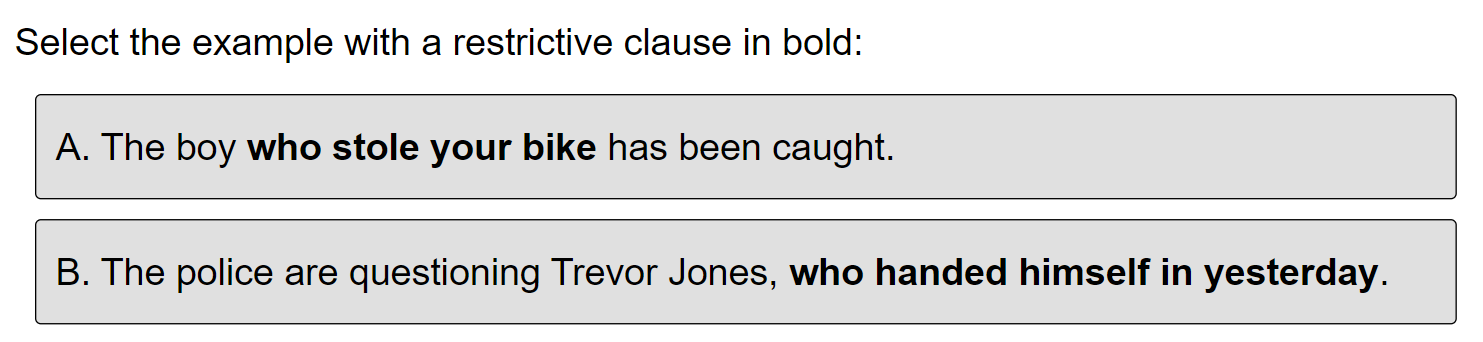 Select the example with a restrictive clause in bold:
A. The boy who stole your bike has been caught.
B. The police are questioning Trevor Jones, who handed himself in yesterday.